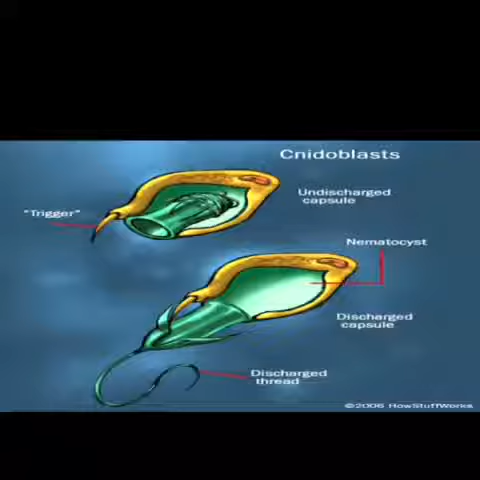 Cnidoblasts
Undischarged
capsule
"Trigger"
Nematocyst
Discharged
capsule
Discharged
thread
©2006 HowStuffWorks